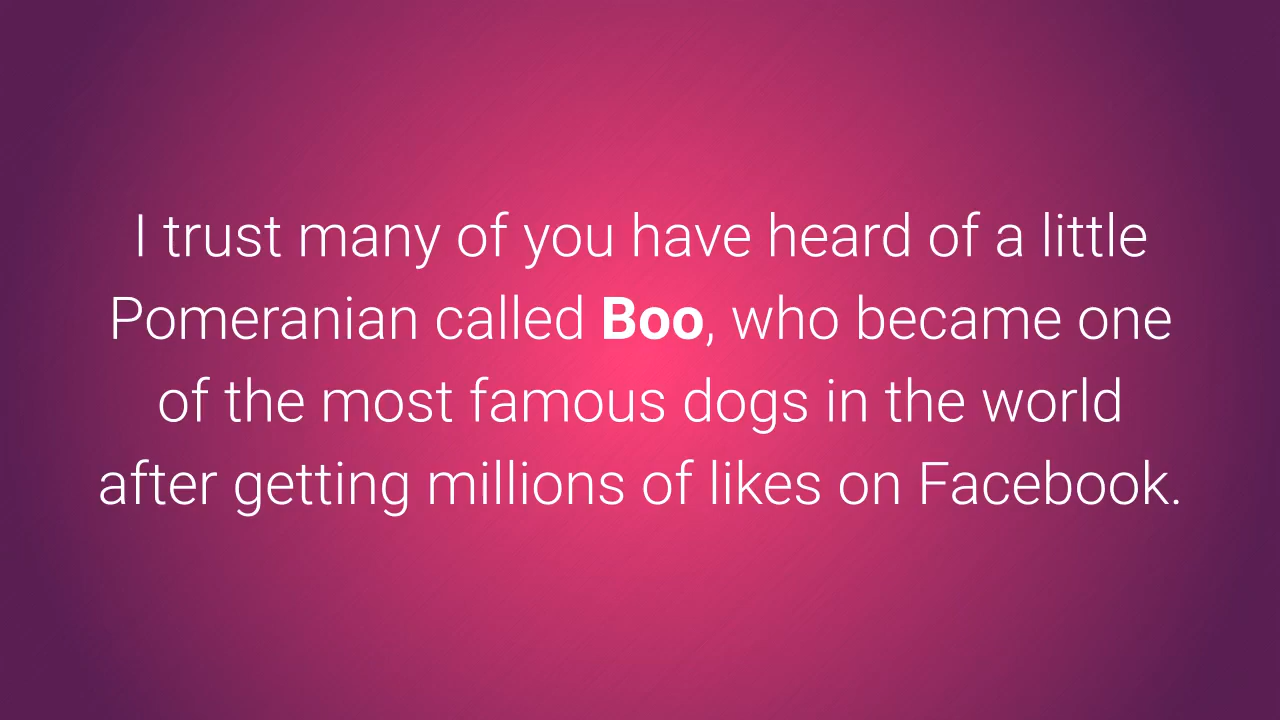 I trust many of you have heard of a little
Pomeranian called Boo, who became one
of the most famous dogs in the world
after getting millions of likes on Facebook.